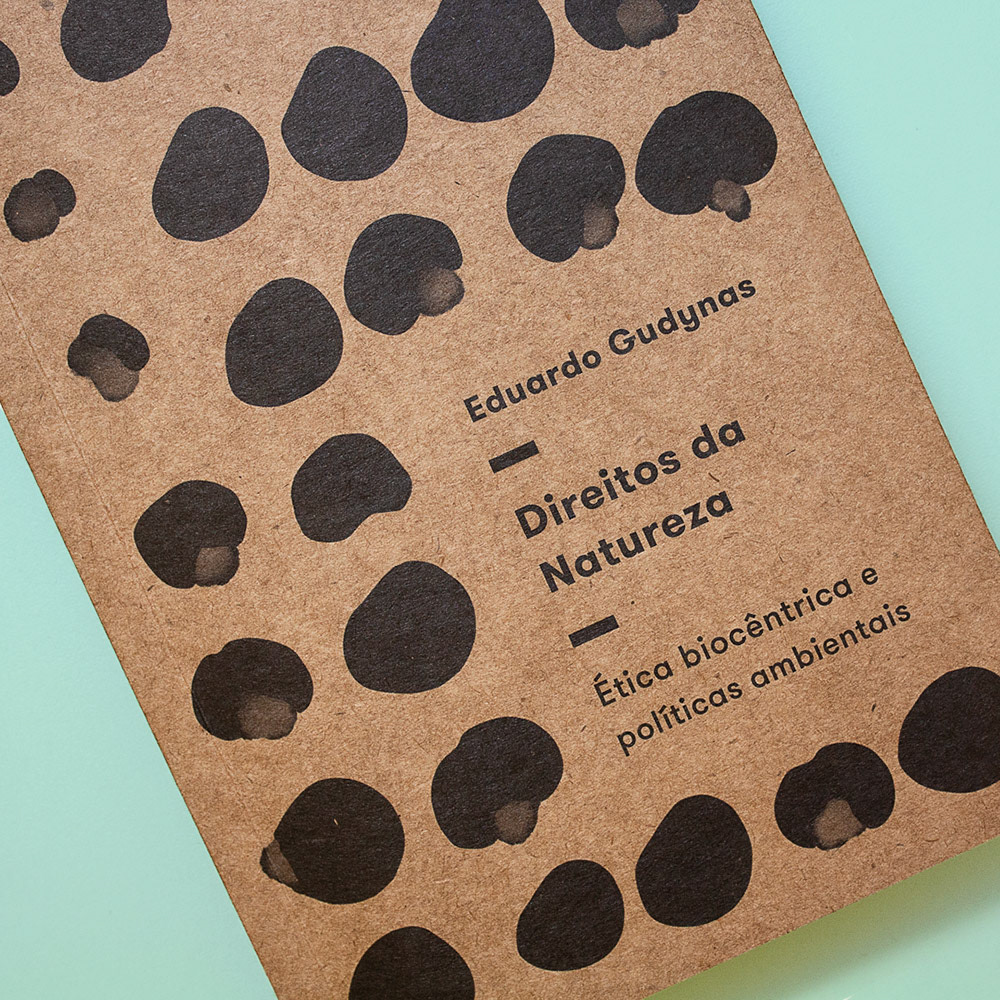 Eduardo Gudynas
Direitos da
Natureza
Ética biocêntrica e
políticas ambientais